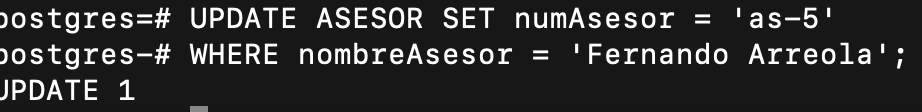 postgres=# UPDATE ASESOR SET numAsesor = 'as-5'
postgres-# WHERE nombreAsesor = 'Fernando Arreola';
UPDATE 1